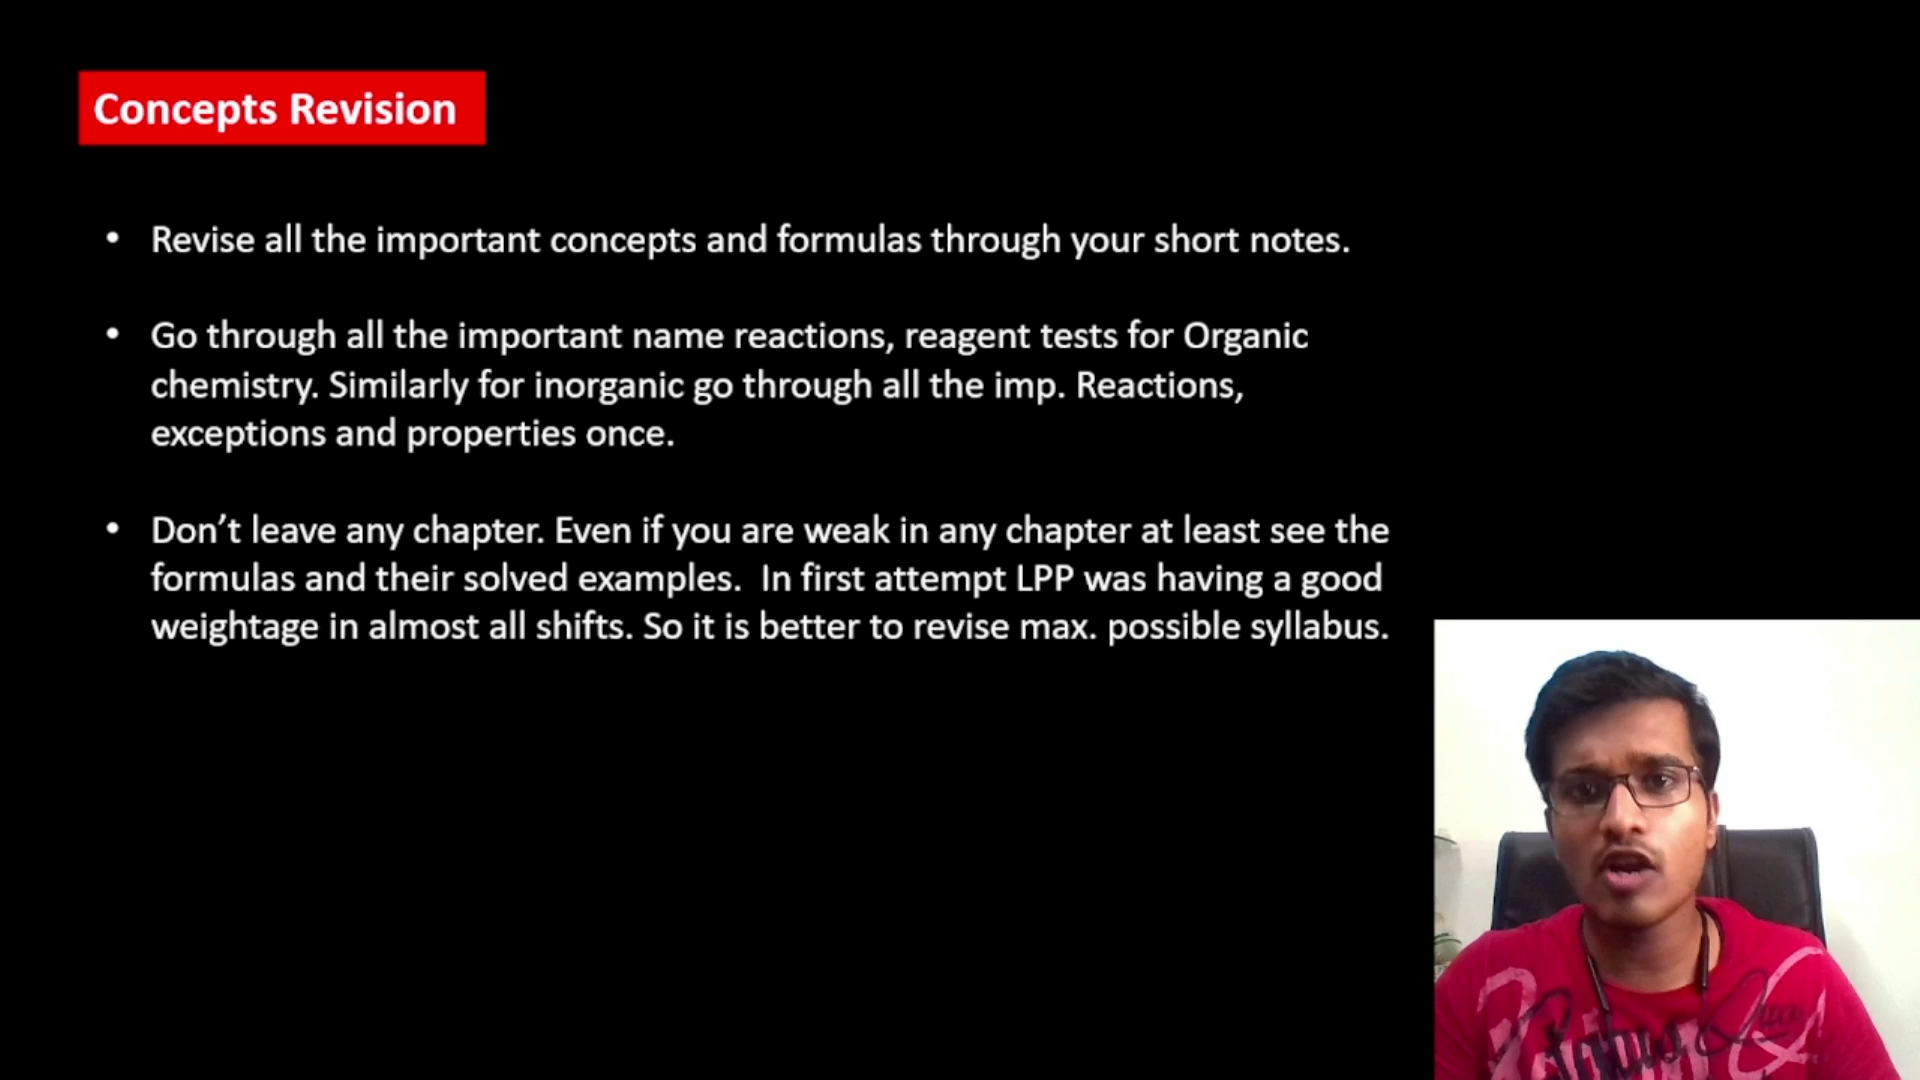 Concepts Revision
• Revise all the important concepts and formulas through your short notes.
• Go through all the important name reactions, reagent tests for Organic
chemistry. Similarly for inorganic go through all the imp. Reactions,
exceptions and properties once.
• Don’t leave any chapter. Even if you are weak in any chapter at least see the
formulas and their solved examples.  In first attempt LPP was having a good
weightage in almost all shifts. So it is better to revise max. possible syllabus.